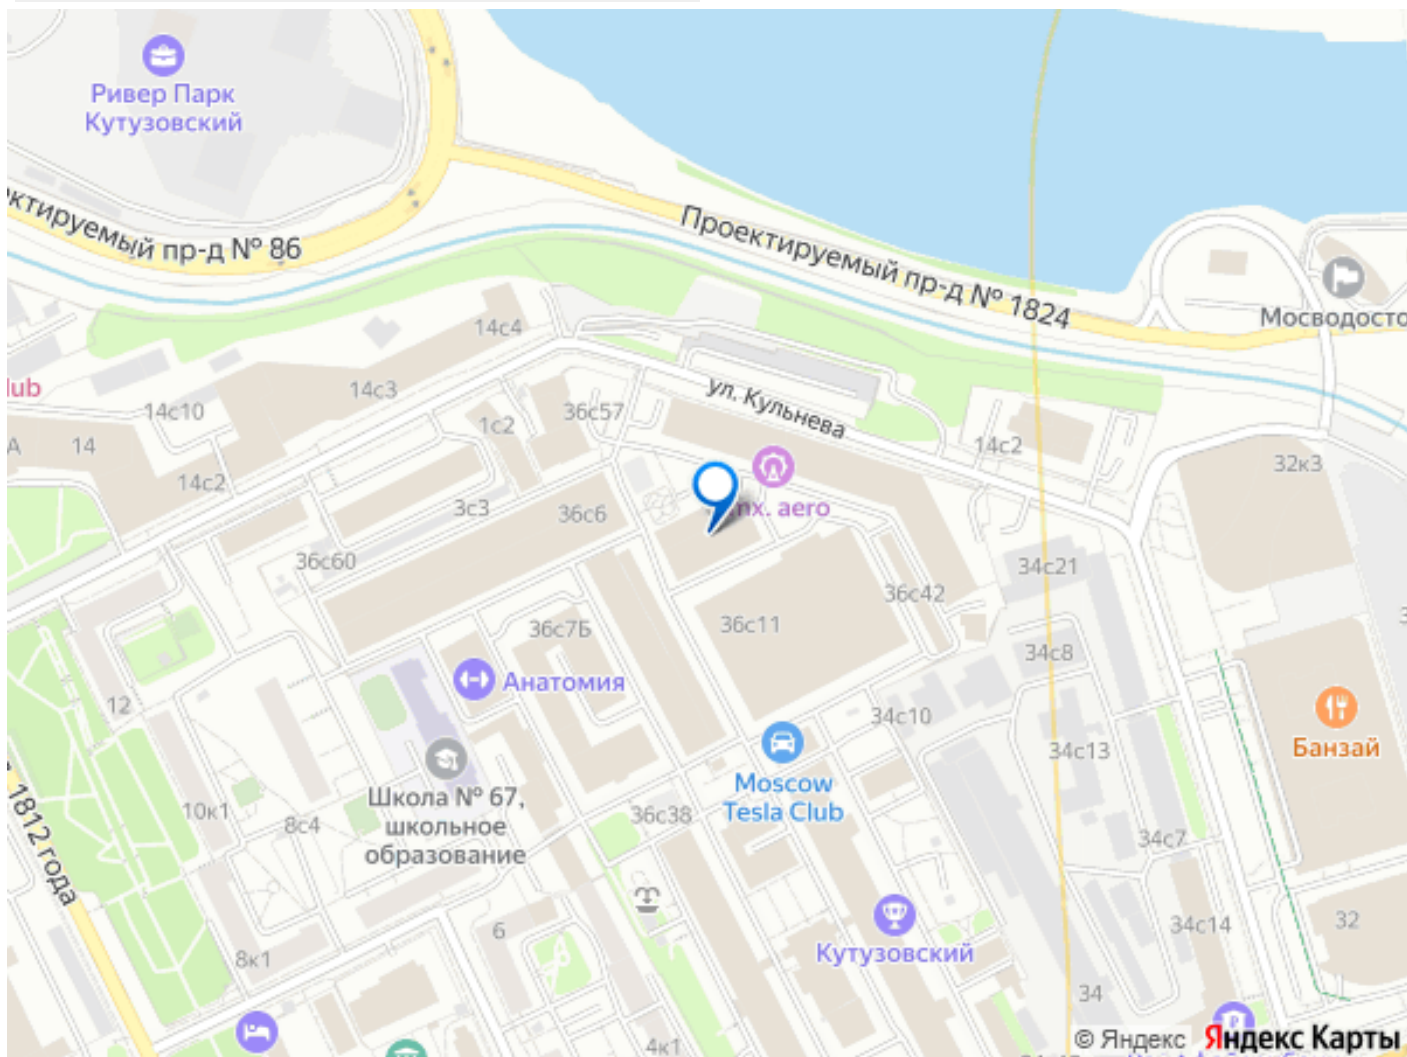 Ривер Парк
Кутузовский
ктируемый пр-д № 86
Проектируемый пр-д № 1824
Мосводосто
14с4
lub
14с3
14с10
ул. Кульнева
36с57
1с2
А
14
14с2
14с2
32к3
3с3
36с6
nx. aero
36с60
34с21
36с42
36с7Б
36с11
34с8
Анатомия
12
34с10
34с13
Банзай
Moscow
Tesla Club
Школа № 67,
школьное
образование
10к1
8с4
36с38
34с7
1812 года
34с14
32
6
8к1
Кутузовский
34
4к1
© Яндекс
Яндекс Карты